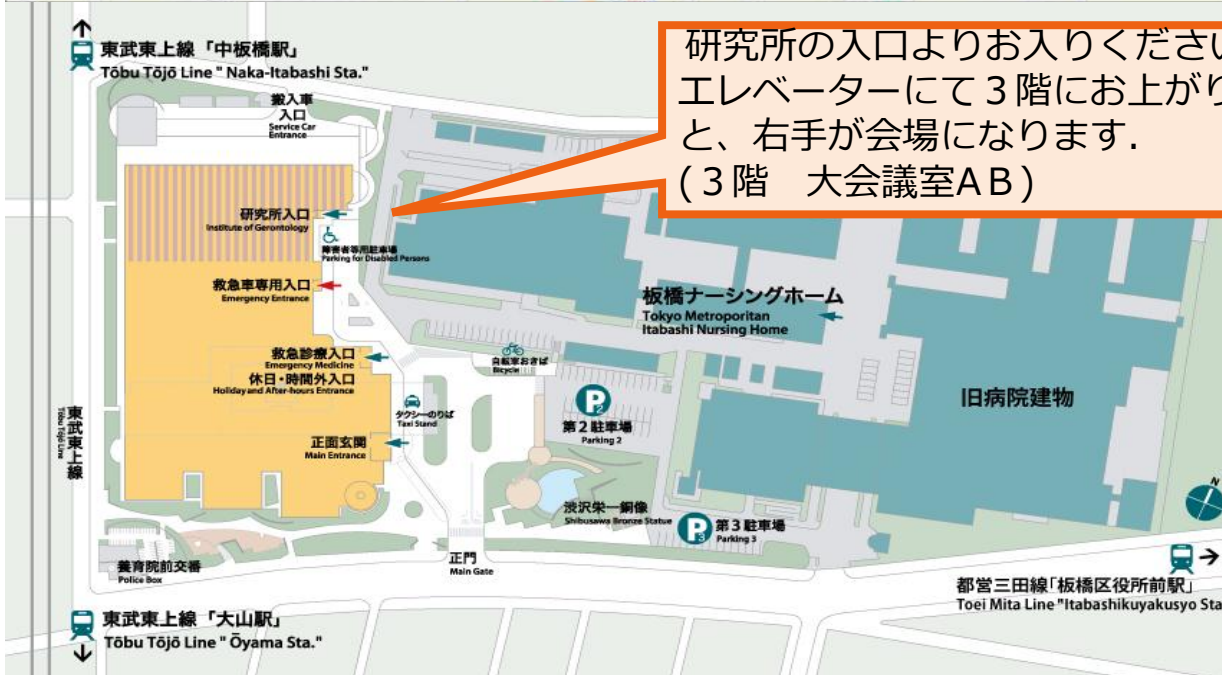 東武東上線「中板橋駅」
Tōbu Tōjō Line " Naka-Itabashi Sta."
研究所の入口よりお入りください
エレベーターにて３階にお上がり
と、右手が会場になります.
(３階　大会議室AB)
搬入車
入口
Service Car
Entrance
研究所入口
Institute of Gerontology
障害者等用駐車場
Parking for Disabled Persons
救急車専用入口
Emergency Entrance
板橋ナーシングホーム
Tokyo Metroporitan
Itabashi Nursing Home
救急診療入口
Emergency Medicine
休日・時間外入口
Holiday and After-hours Entrance
自転車おきば
Bicycle
タクシーのりば
Taxi Stand
P2
第２駐車場
Parking 2
旧病院建物
東武東上線
Tōbu Tōjō Line
正面玄関
Main Entrance
渋沢栄一銅像
Shibusawa Bronze Statue
P3
第３駐車場
Parking 3
N
養育院前交番
Police Box
正門
Main Gate
都営三田線「板橋区役所前駅」
Toei Mita Line "Itabashikuyakusyo Sta
東武東上線「大山駅」
Tōbu Tōjō Line " Ōyama Sta."